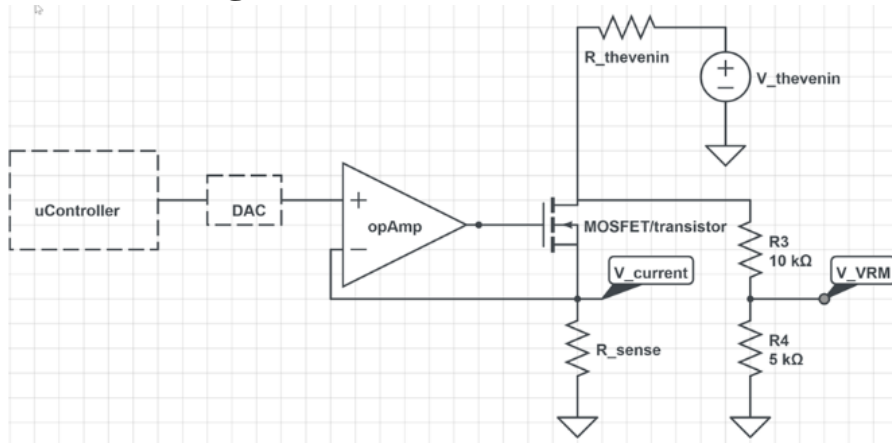 R_thevenin
V_thevenin
uController
DAC
+
−
opAmp
MOSFET/transistor
+
−
V_current
R_sense
R3
10 kΩ
V_VRM
R4
5 kΩ